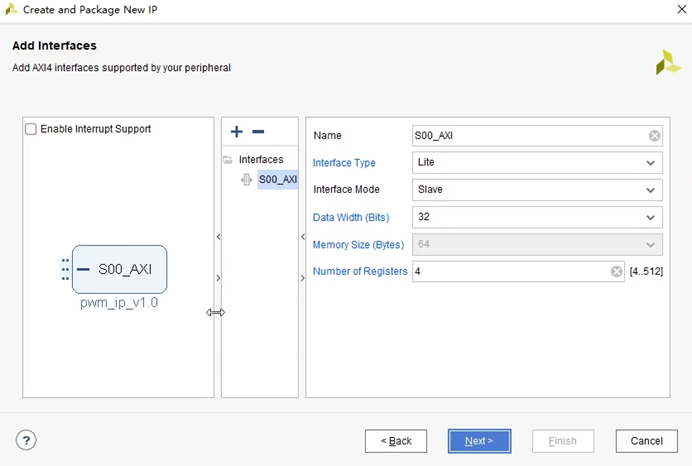 Create and Package New IP
Add Interfaces
Add AXI4 interfaces supported by your peripheral
Enable Interrupt Support
S00_AXI
pwm_ip_v1.0
Interfaces
S00_AXI
Name S00_AXI
Interface Type Lite
Interface Mode Slave
Data Width (Bits) 32
Memory Size (Bytes) 64
Number of Registers 4 [4..512]
? < Back Next > Finish Cancel